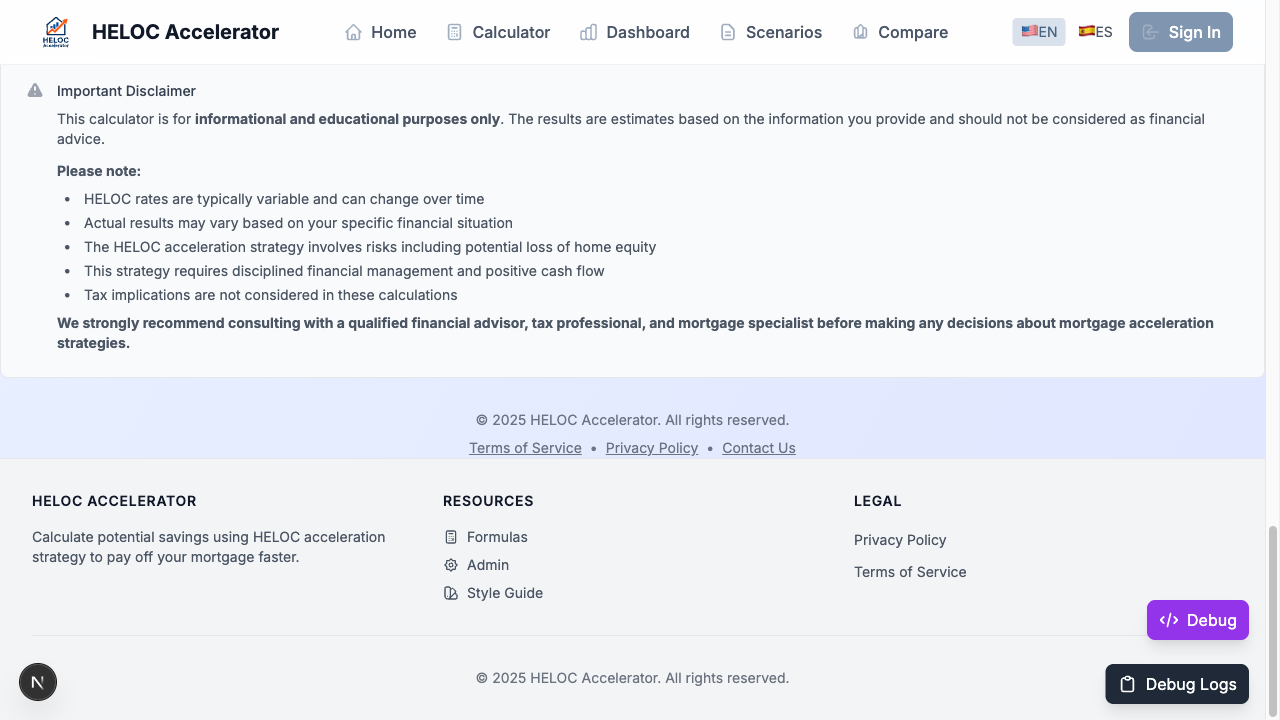 HELOC
Accelerator
HELOC Accelerator
Home
Calculator
Dashboard
Scenarios
Compare
🇺🇸EN
🇪🇸ES
Sign In
Important Disclaimer
This calculator is for informational and educational purposes only. The results are estimates based on the information you provide and should not be considered as financial
advice.
Please note:
• HELOC rates are typically variable and can change over time
• Actual results may vary based on your specific financial situation
• The HELOC acceleration strategy involves risks including potential loss of home equity
• This strategy requires disciplined financial management and positive cash flow
• Tax implications are not considered in these calculations
We strongly recommend consulting with a qualified financial advisor, tax professional, and mortgage specialist before making any decisions about mortgage acceleration
strategies.
© 2025 HELOC Accelerator. All rights reserved.
Terms of Service • Privacy Policy • Contact Us
HELOC ACCELERATOR
Calculate potential savings using HELOC acceleration
strategy to pay off your mortgage faster.
RESOURCES
Formulas
Admin
Style Guide
LEGAL
Privacy Policy
Terms of Service
Debug
N
© 2025 HELOC Accelerator. All rights reserved.
Debug Logs